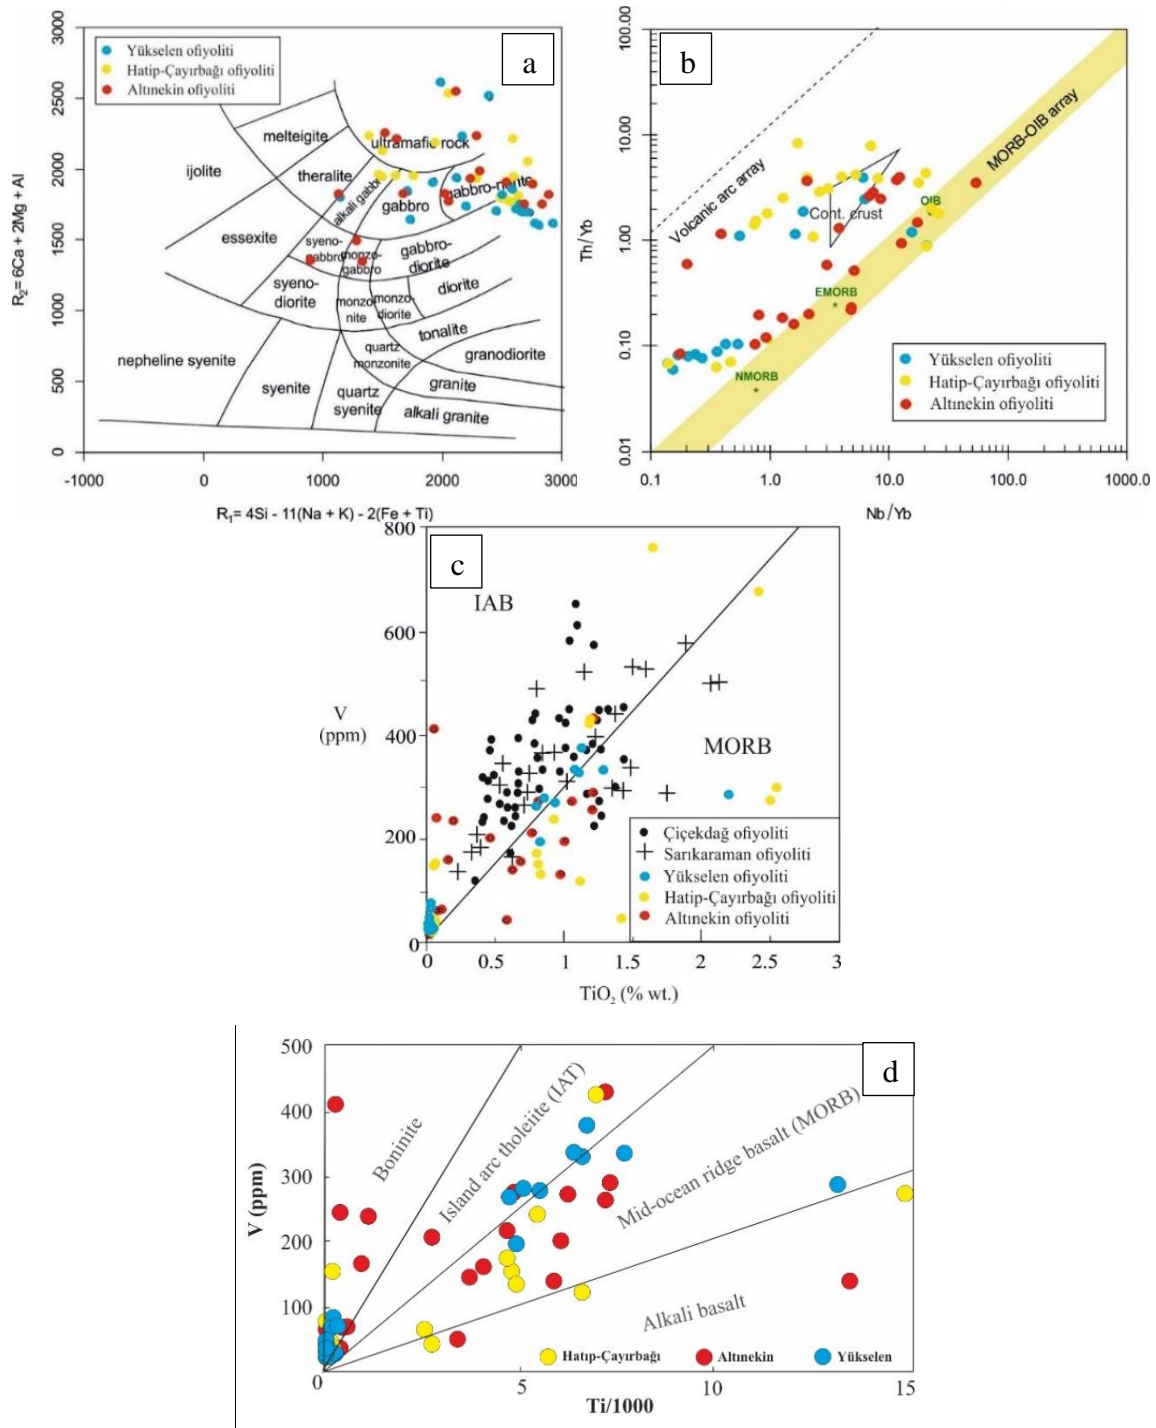 a
3000
2500
2000
1500
1000
500
0
R₂= 6Ca + 2Mg + Al
Yükselen ofiyoliti
Hatip-Çayırbağı ofiyoliti
Altınekin ofiyoliti
melteigite
ultramafic rock
ijolite
theralite
alkali gabbro
gabbro
gabbro-norite
essexite
syeno-
gabbro
monzo-
gabbro
gabbro-
diorite
syeno-
diorite
monzo
nite
monzo-
diorite
diorite
tonalite
nepheline syenite
quartz
monzonite
granodiorite
syenite
quartz
syenite
granite
alkali granite
-1000
0
1000
2000
3000
R₁= 4Si - 11(Na + K) - 2(Fe + Ti)
b
100.00
10.00
1.00
0.10
0.01
Th/Yb
Volcanic arc array
MORB-OIB array
Cont. crust
OIB
EMORB
NMORB
Yükselen ofiyoliti
Hatip-Çayırbağı ofiyoliti
Altınekin ofiyoliti
0.1
1.0
10.0
100.0
1000.0
Nb/Yb
c
800
600
400
200
0
V
(ppm)
IAB
MORB
Çiçekdağ ofiyoliti
Sarıkaraman ofiyoliti
Yükselen ofiyoliti
Hatip-Çayırbağı ofiyoliti
Altınekin ofiyoliti
0
0.5
1
1.5
2
2.5
3
TiO₂ (% wt.)
d
500
400
300
200
100
V (ppm)
Boninite
Island arc tholeiite (IAT)
Mid-ocean ridge basalt (MORB)
Alkali basalt
Hatıp-Çayırbağı
Altınekin
Yükselen
0
5
10
15
Ti/1000